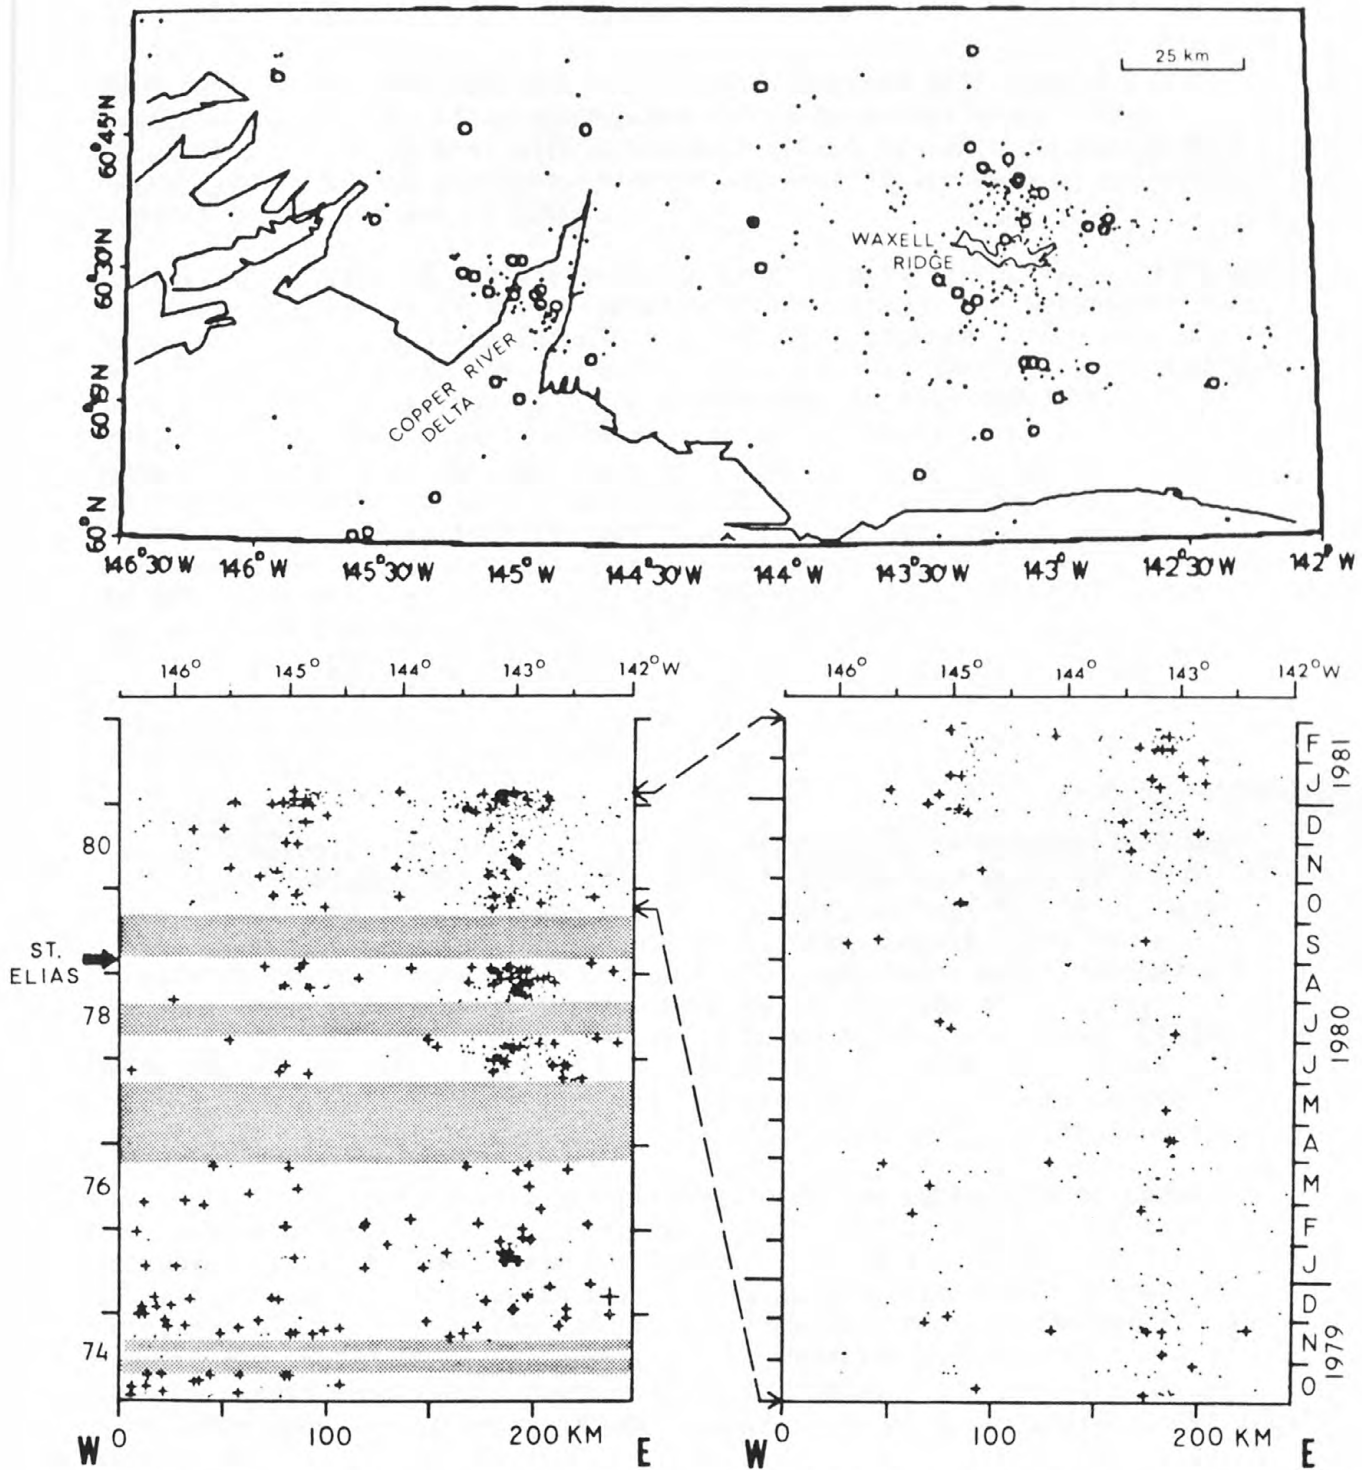 25 km
60°45'N
60°30'N
60°15'N
60°N
WAXELL
RIDGE
COPPER RIVER
DELTA
146°30'W 146°W 145°30'W 145°W 144°30'W 144°W 143°30'W 143°W 142°30'W 142°W
146° 145° 144° 143° 142°W
146° 145° 144° 143° 142°W
80
ST.
ELIAS
78
76
74
F
J
D
N
O
S
A
J
J
M
A
M
F
J
D
N
O
1981
1980
1979
W 0 100 200 KM E
W 0 100 200 KM E